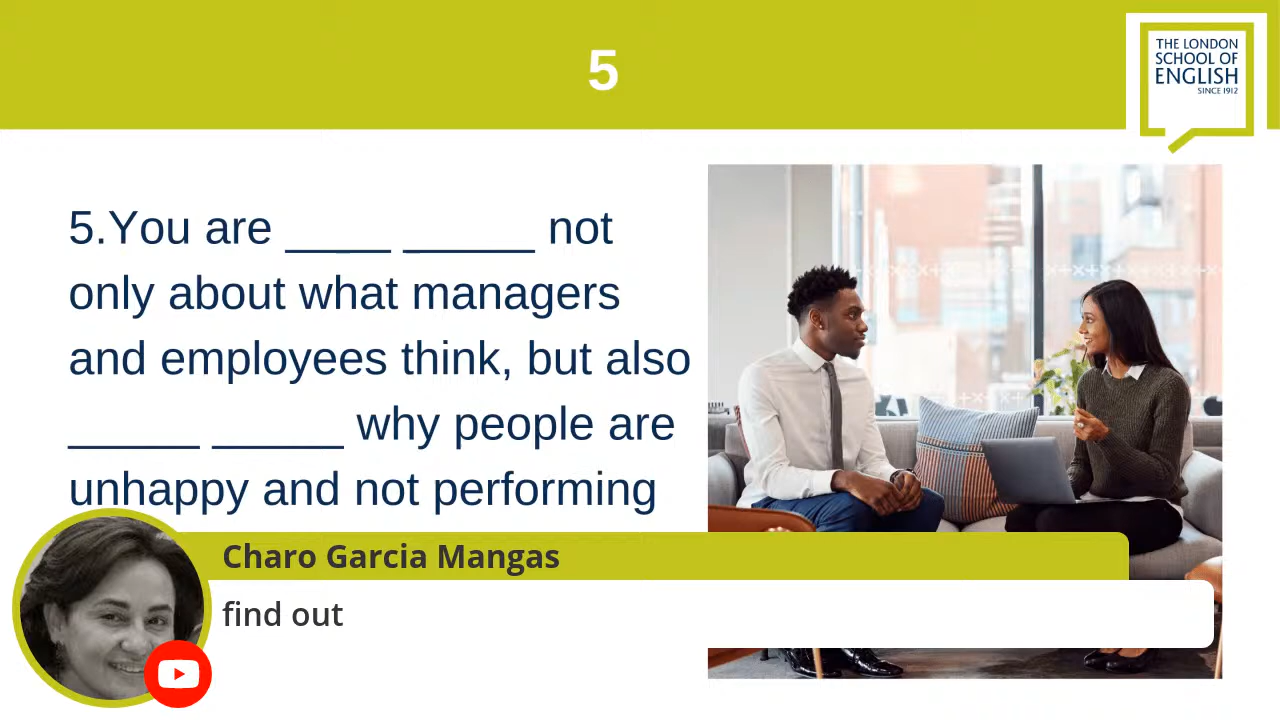 5
THE LONDON
SCHOOL OF
ENGLISH
SINCE 1912
5.You are ____ _____ not
only about what managers
and employees think, but also
_____ _____ why people are
unhappy and not performing
Charo Garcia Mangas
find out